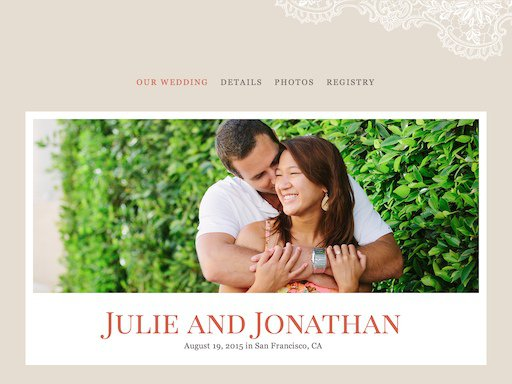 OUR WEDDING DETAILS PHOTOS REGISTRY
JULIE AND JONATHAN
August 19, 2015 in San Francisco, CA